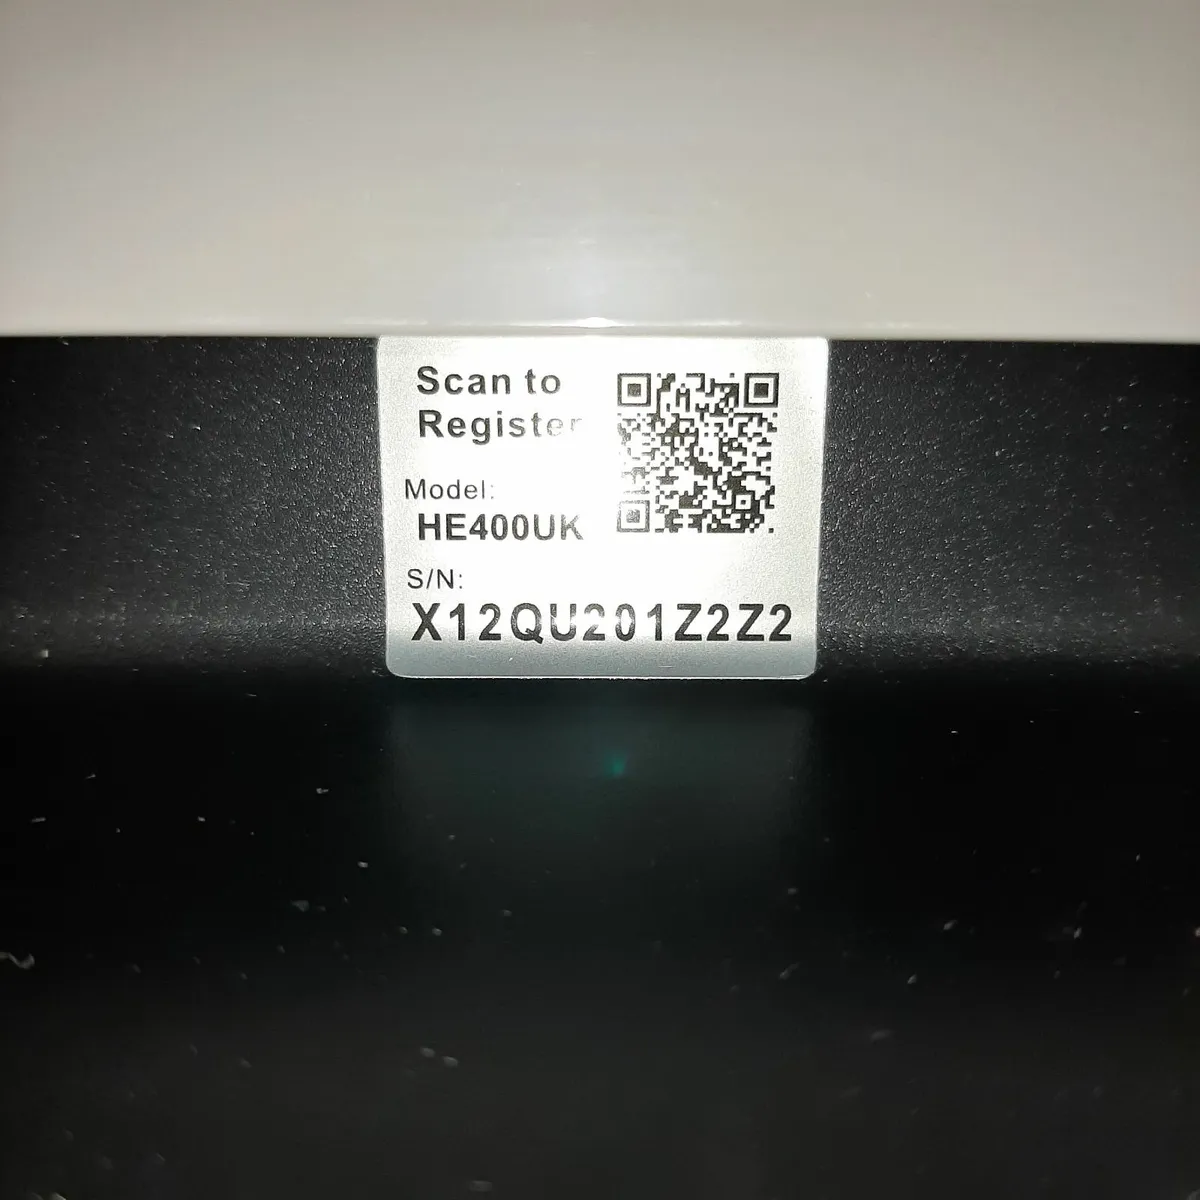 Scan to
Register
Model:
HE400UK
S/N:
X12QU201Z2Z2